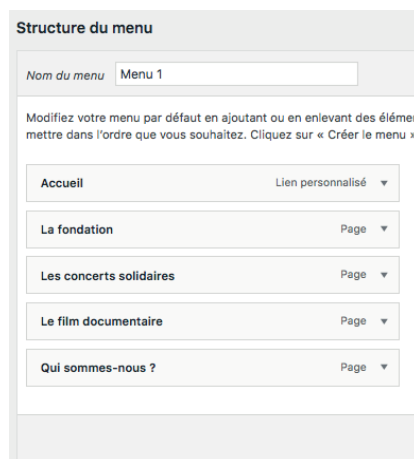 Structure du menu
Nom du menu Menu 1
Modifiez votre menu par défaut en ajoutant ou en enlevant des
mettre dans l'ordre que vous souhaitez. Cliquez sur « Créer le menu »
Accueil Lien personnalisé
La fondation Page
Les concerts solidaires Page
Le film documentaire Page
Qui sommes-nous ? Page